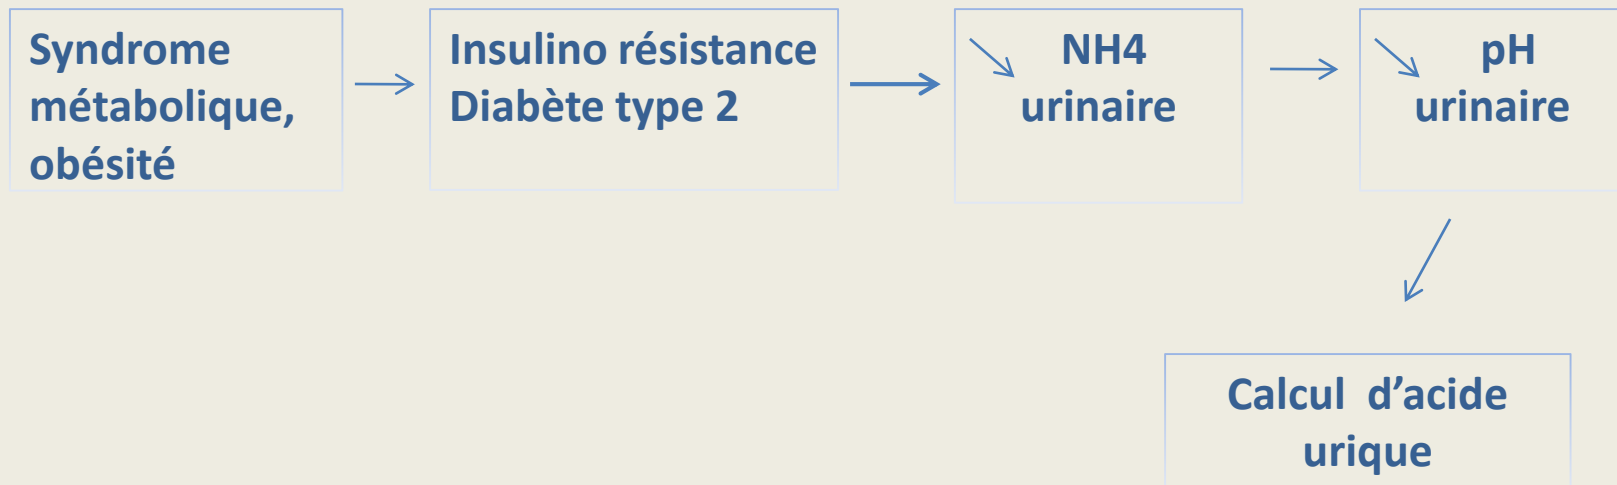 Syndrome
métabolique,
obésité
Insulino résistance
Diabète type 2
NH4
urinaire
pH
urinaire
Calcul d’acide
urique